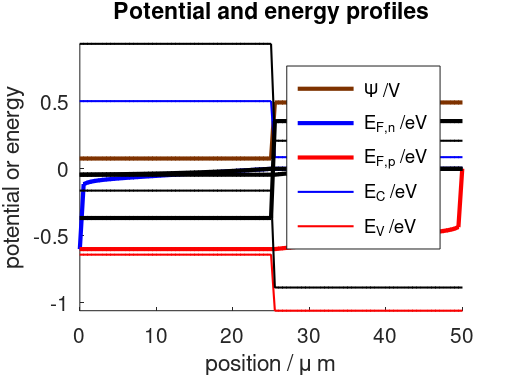 Potential and energy profiles
potential or energy
0.5
0
-0.5
-1
Ψ /V
E_F,n /eV
E_F,p /eV
E_C /eV
E_V /eV
0 10 20 30 40 50
position / μ m